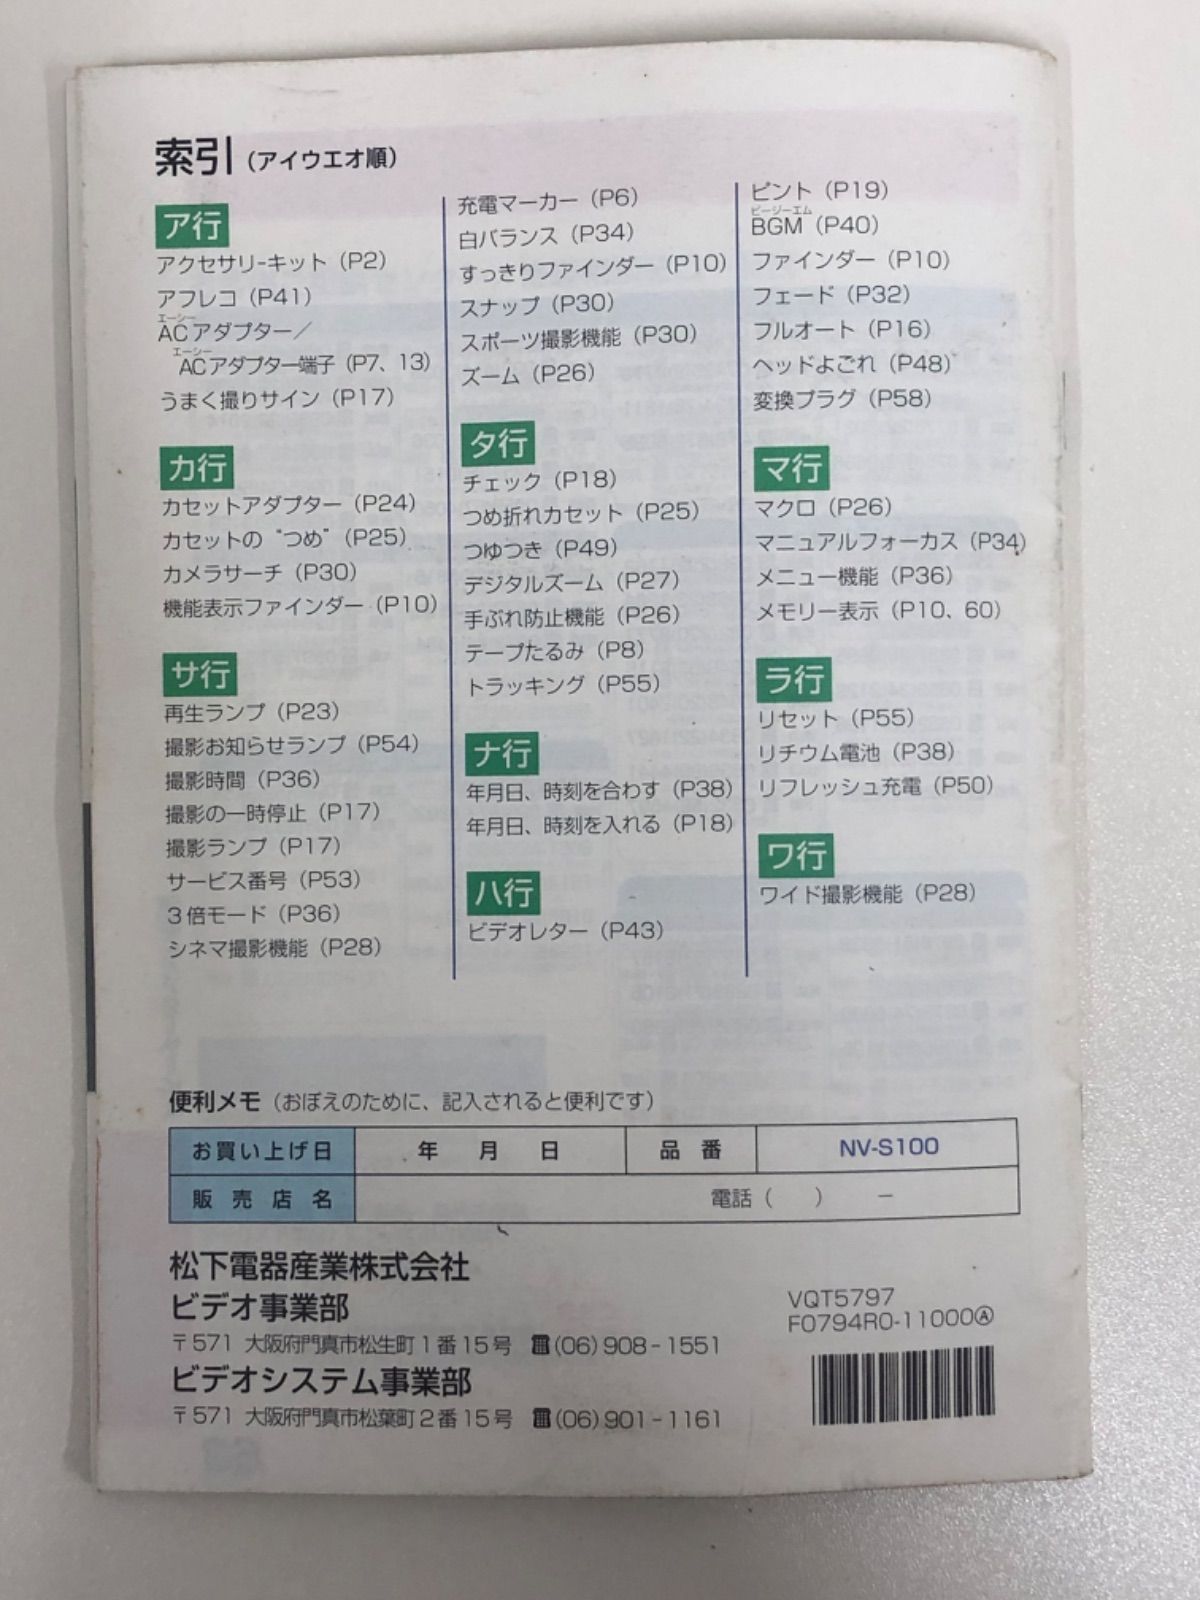 索引(アイウエオ順)
ア行
アクセサリ-キット(P2)
アフレコ(P41)
エーシー
ACアダプター/
エーシー
ACアダプター端子(P7、13)
うまく撮りサイン(P17)
カ行
カセットアダプター(P24)
カセットの“つめ”(P25)
カメラサーチ(P30)
機能表示ファインダー(P10)
サ行
再生ランプ(P23)
撮影お知らせランプ(P54)
撮影時間(P36)
撮影の一時停止(P17)
撮影ランプ(P17)
サービス番号(P53)
3倍モード(P36)
シネマ撮影機能(P28)
充電マーカー(P6)
白バランス(P34)
すっきりファインダー(P10)
スナップ(P30)
スポーツ撮影機能(P30)
ズーム(P26)
タ行
チェック(P18)
つめ折れカセット(P25)
つゆつき(P49)
デジタルズーム(P27)
手ぶれ防止機能(P26)
テープたるみ(P8)
トラッキング(P55)
ナ行
年月日、時刻を合わす(P38)
年月日、時刻を入れる(P18)
ハ行
ビデオレター(P43)
ピント(P19)
ビージーエム
BGM(P40)
ファインダー(P10)
フェード(P32)
フルオート(P16)
ヘッドよごれ(P48)
変換プラグ(P58)
マ行
マクロ(P26)
マニュアルフォーカス(P34)
メニュー機能(P36)
メモリー表示(P10、60)
ラ行
リセット(P55)
リチウム電池(P38)
リフレッシュ充電(P50)
ワ行
ワイド撮影機能(P28)
便利メモ(おぼえのために、記入されると便利です)
お買い上げ日 年 月 日 品番 NV-S100
販売店名 電話( ) −
松下電器産業株式会社
ビデオ事業部
〒571 大阪府門真市松生町1番15号 ☎(06)908-1551
ビデオシステム事業部
〒571 大阪府門真市松葉町2番15号 ☎(06)901-1161
VQT5797
F0794R0-11000Ⓐ